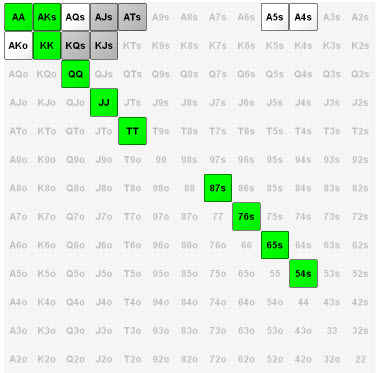 AA AKs AQs AJs ATs A9s A8s A7s A6s A5s A4s A3s A2s
AKo KK KQs KJs KTs K9s K8s K7s K6s K5s K4s K3s K2s
AQo KQo QQ QJs QTs Q9s Q8s Q7s Q6s Q5s Q4s Q3s Q2s
AJo KJo QJo JJ JTs J9s J8s J7s J6s J5s J4s J3s J2s
ATo KTo QTo JTo TT T9s T8s T7s T6s T5s T4s T3s T2s
A9o K9o Q9o J9o T9o 99 98s 97s 96s 95s 94s 93s 92s
A8o K8o Q8o J8o T8o 98o 88 87s 86s 85s 84s 83s 82s
A7o K7o Q7o J7o T7o 97o 87o 77 76s 75s 74s 73s 72s
A6o K6o Q6o J6o T6o 96o 86o 76o 66 65s 64s 63s 62s
A5o K5o Q5o J5o T5o 95o 85o 75o 65o 55 54s 53s 52s
A4o K4o Q4o J4o T4o 94o 84o 74o 64o 54o 44 43s 42s
A3o K3o Q3o J3o T3o 93o 83o 73o 63o 53o 43o 33 32s
A2o K2o Q2o J2o T2o 92o 82o 72o 62o 52o 42o 32o 22